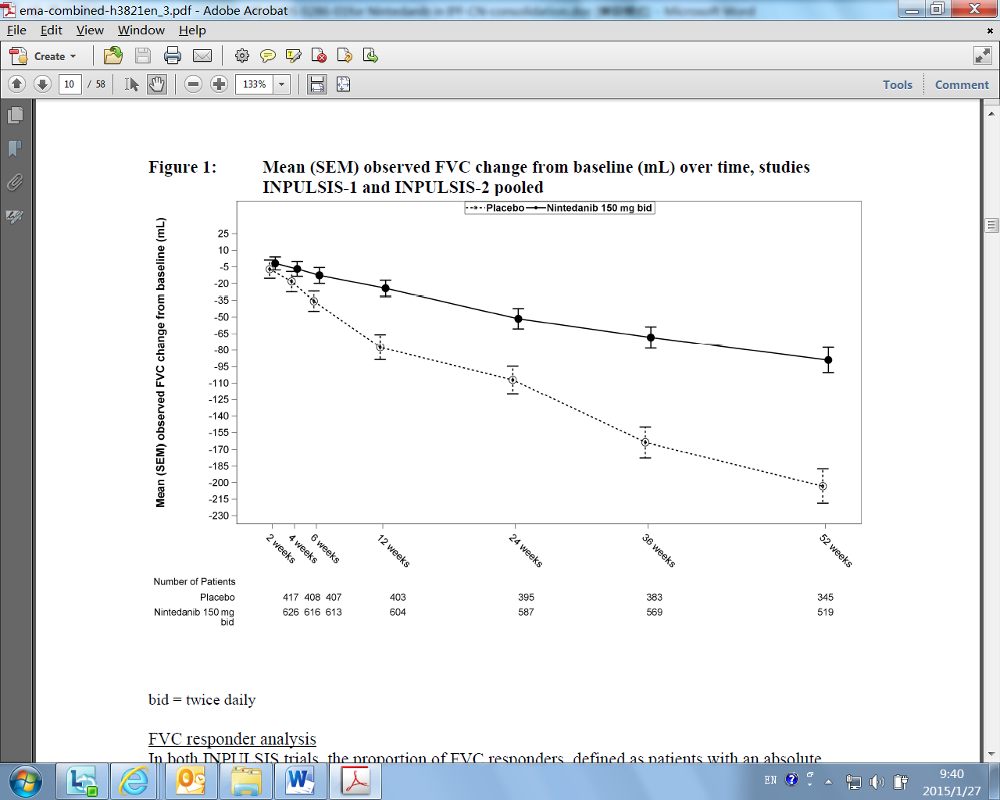 ema-combined-h3821en_3.pdf - Adobe Acrobat
File Edit View Window Help
Create
10 / 58 133% Tools Comment
Figure 1: Mean (SEM) observed FVC change from baseline (mL) over time, studies
INPULSIS-1 and INPULSIS-2 pooled
Placebo Nintedanib 150 mg bid
Mean (SEM) observed FVC change from baseline (mL)
25
10
-5
-20
-35
-50
-65
-80
-95
-110
-125
-140
-155
-170
-185
-200
-215
-230
2 weeks 4 weeks 6 weeks 12 weeks 24 weeks 36 weeks 52 weeks
Number of Patients
Placebo 417 408 407 403 395 383 345
Nintedanib 150 mg 626 616 613 604 587 569 519
bid
bid = twice daily
FVC responder analysis
In both INPULSIS trials, the proportion of FVC responders, defined as patients with an absolute
EN 9:40
2015/1/27